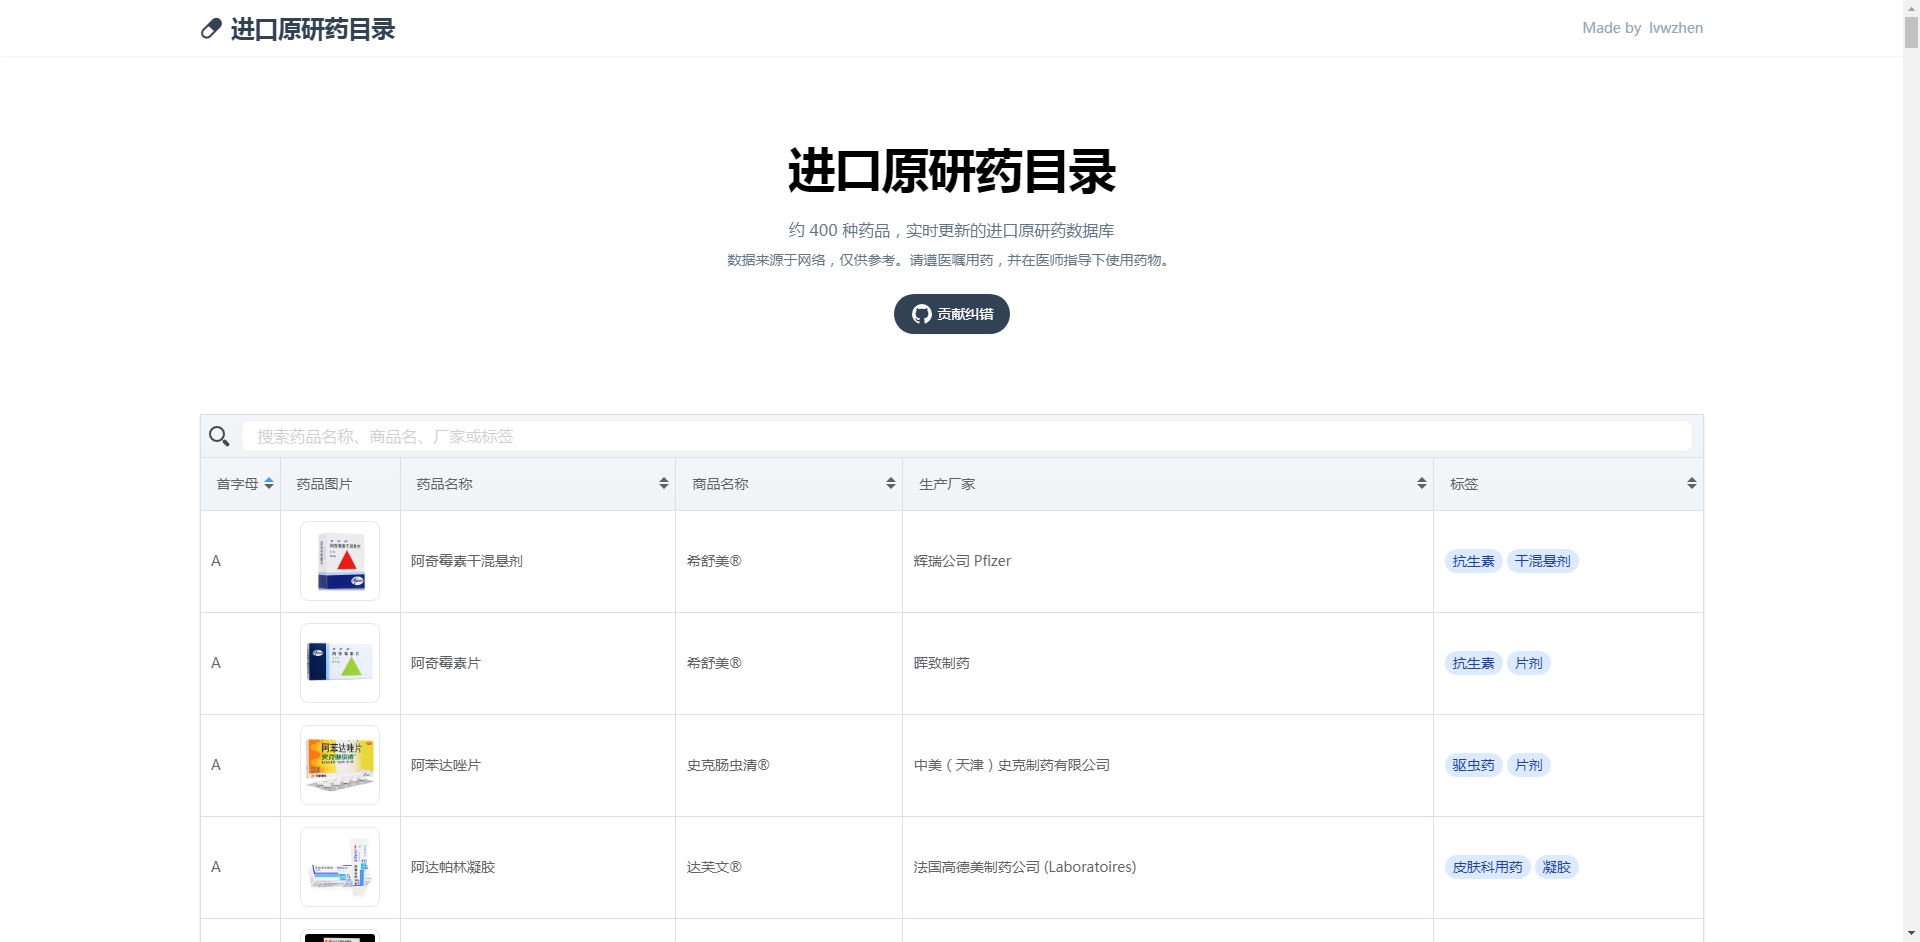 进口原研药目录
Made by lvwzhen
进口原研药目录
约 400 种药品，实时更新的进口原研药数据库
数据来源于网络，仅供参考。请遵医嘱用药，并在医师指导下使用药物。
贡献纠错
搜索药品名称、商品名、厂家或标签
首字母 药品图片 药品名称 商品名称 生产厂家 标签
A 阿奇霉素干混悬剂 希舒美® 辉瑞公司 Pfizer 抗生素 干混悬剂
A 阿奇霉素片 希舒美® 晖致制药 抗生素 片剂
阿苯达唑片
A 阿苯达唑片 史克肠虫清® 中美（天津）史克制药有限公司 驱虫药 片剂
A 阿达帕林凝胶 达芙文® 法国高德美制药公司 (Laboratoires) 皮肤科用药 凝胶